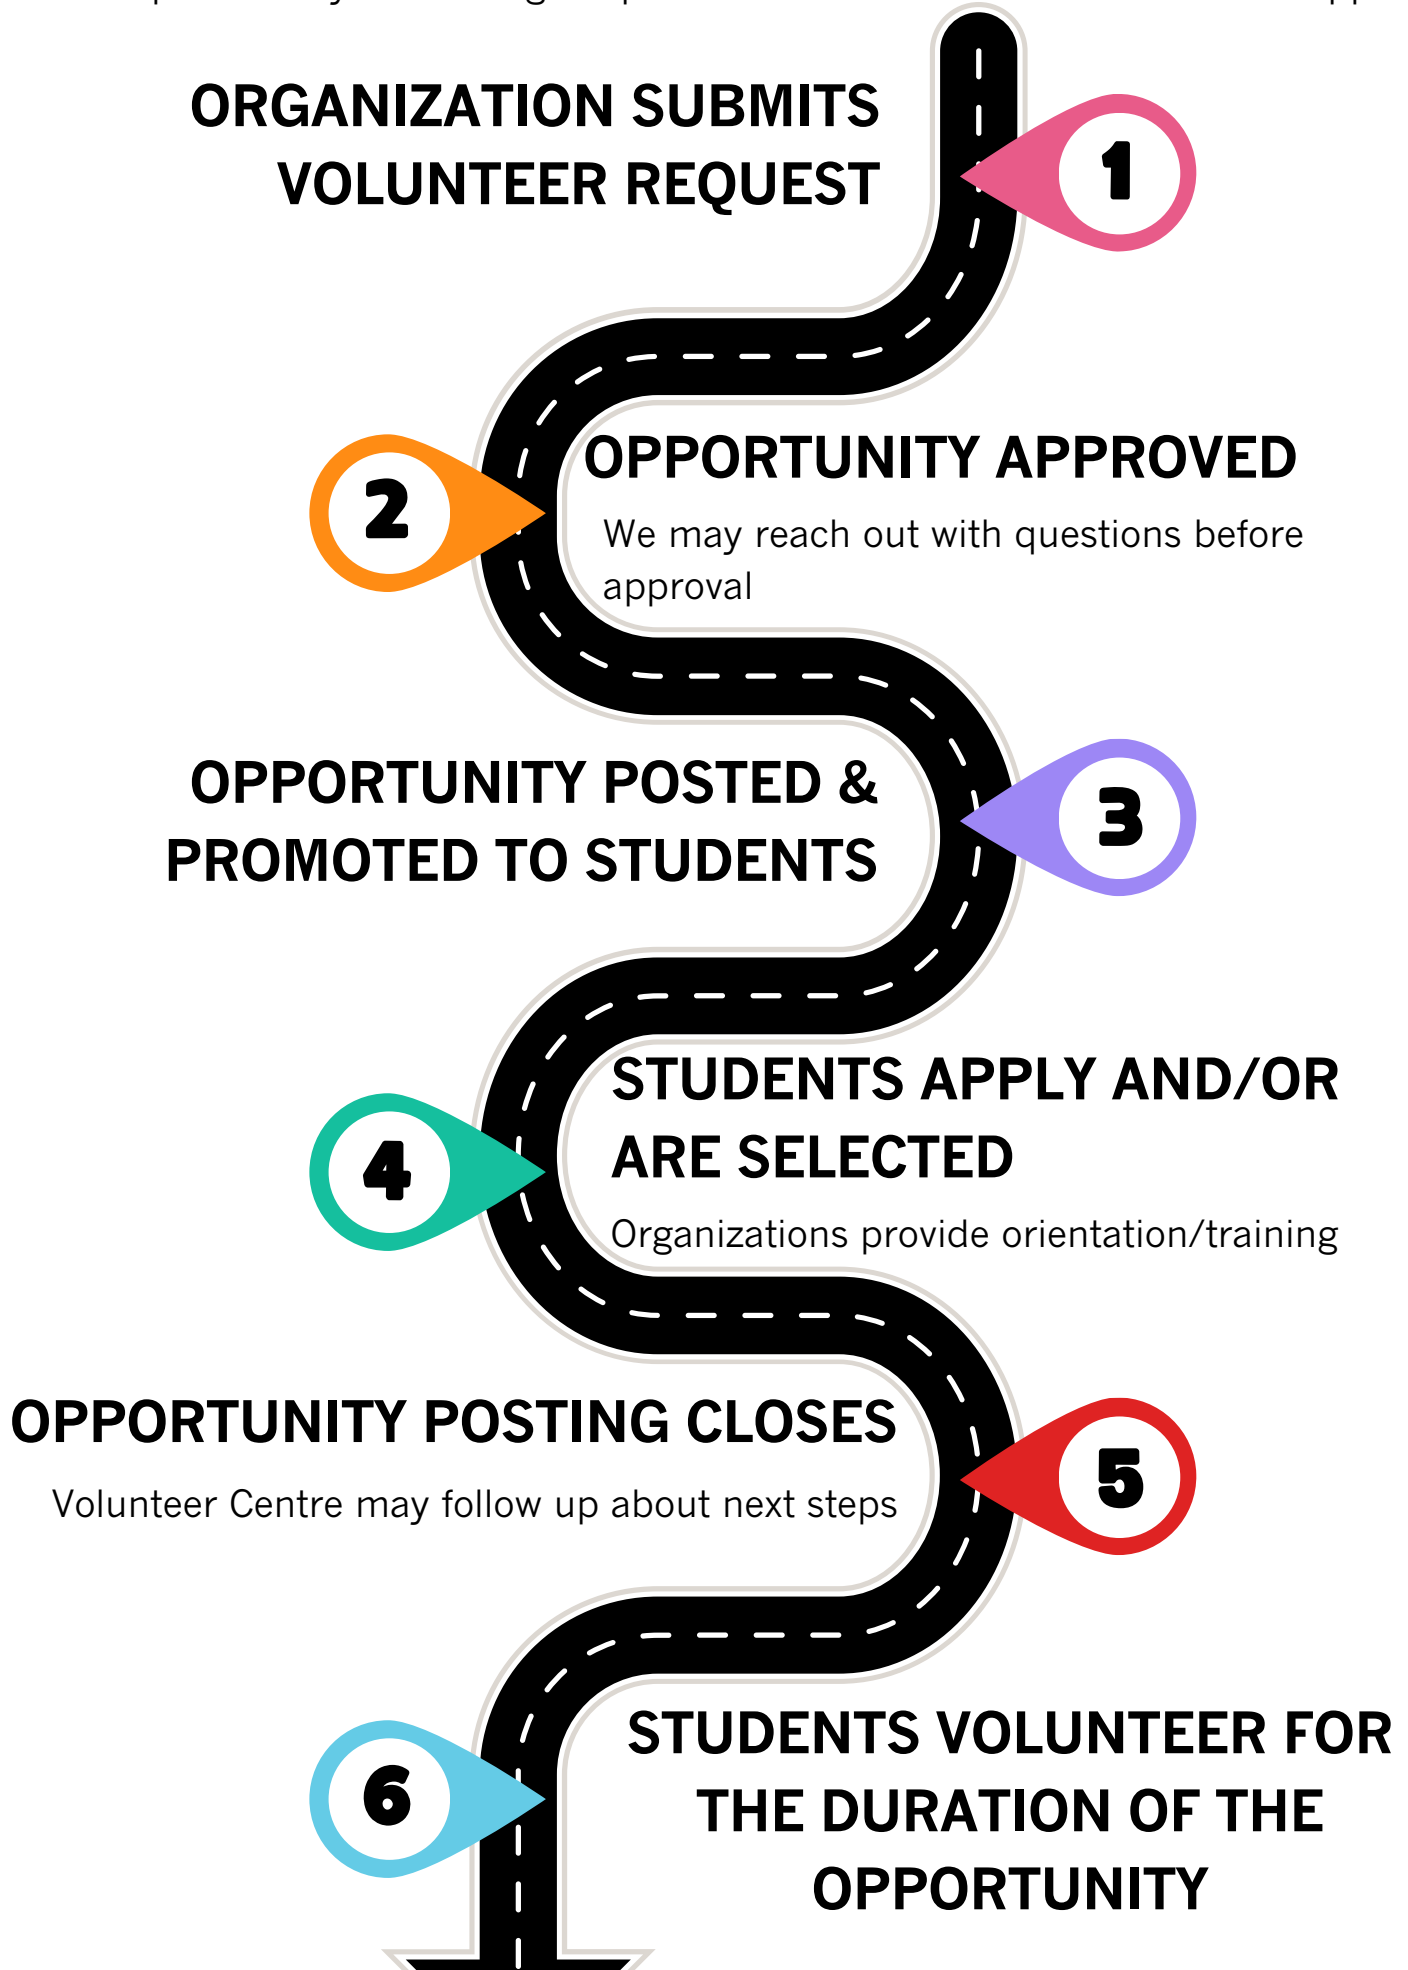 ORGANIZATION SUBMITS
VOLUNTEER REQUEST
1
2
OPPORTUNITY APPROVED
We may reach out with questions before
approval
OPPORTUNITY POSTED &
PROMOTED TO STUDENTS
3
4
STUDENTS APPLY AND/OR
ARE SELECTED
Organizations provide orientation/training
OPPORTUNITY POSTING CLOSES
Volunteer Centre may follow up about next steps
5
6
STUDENTS VOLUNTEER FOR
THE DURATION OF THE
OPPORTUNITY